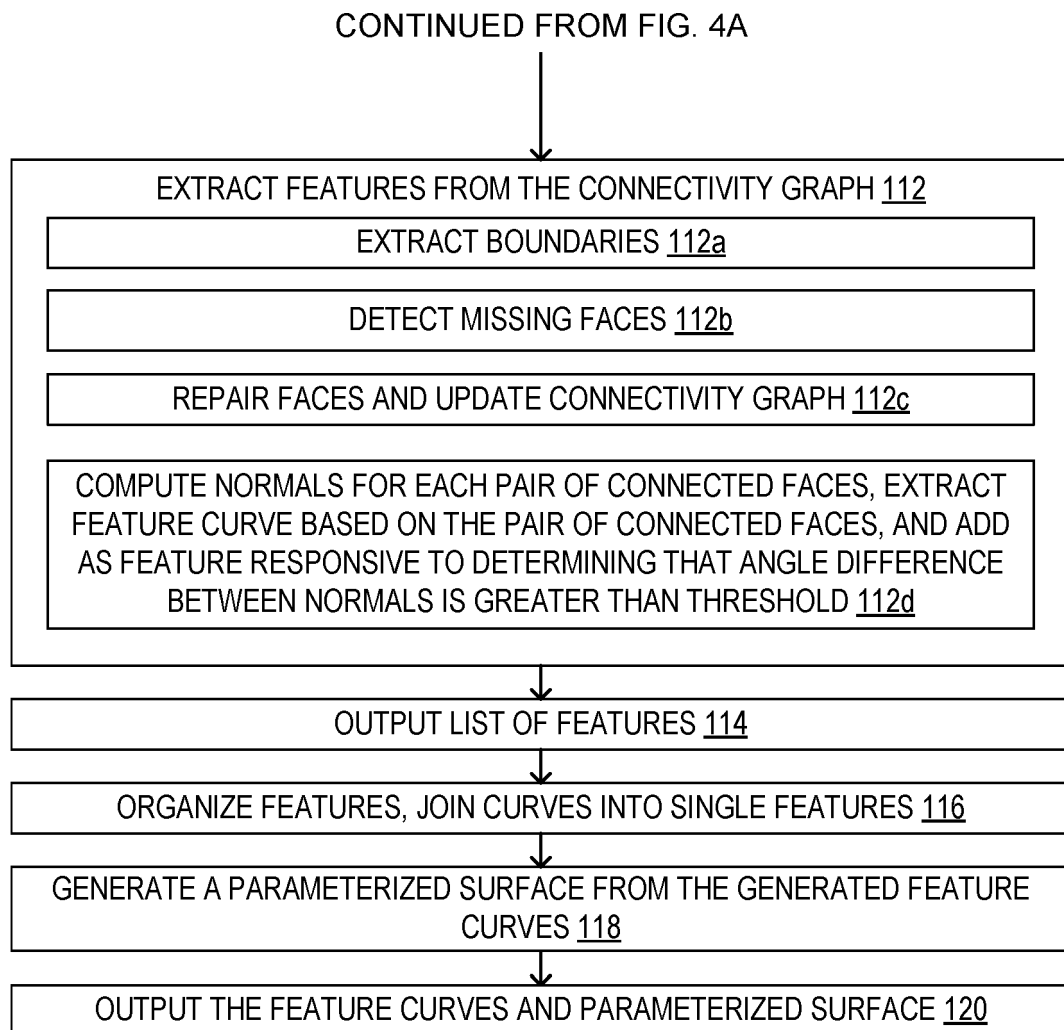 CONTINUED FROM FIG. 4A
EXTRACT FEATURES FROM THE CONNECTIVITY GRAPH 112
EXTRACT BOUNDARIES 112a
DETECT MISSING FACES 112b
REPAIR FACES AND UPDATE CONNECTIVITY GRAPH 112c
COMPUTE NORMALS FOR EACH PAIR OF CONNECTED FACES, EXTRACT
FEATURE CURVE BASED ON THE PAIR OF CONNECTED FACES, AND ADD
AS FEATURE RESPONSIVE TO DETERMINING THAT ANGLE DIFFERENCE
BETWEEN NORMALS IS GREATER THAN THRESHOLD 112d
OUTPUT LIST OF FEATURES 114
ORGANIZE FEATURES, JOIN CURVES INTO SINGLE FEATURES 116
GENERATE A PARAMETERIZED SURFACE FROM THE GENERATED FEATURE
CURVES 118
OUTPUT THE FEATURE CURVES AND PARAMETERIZED SURFACE 120